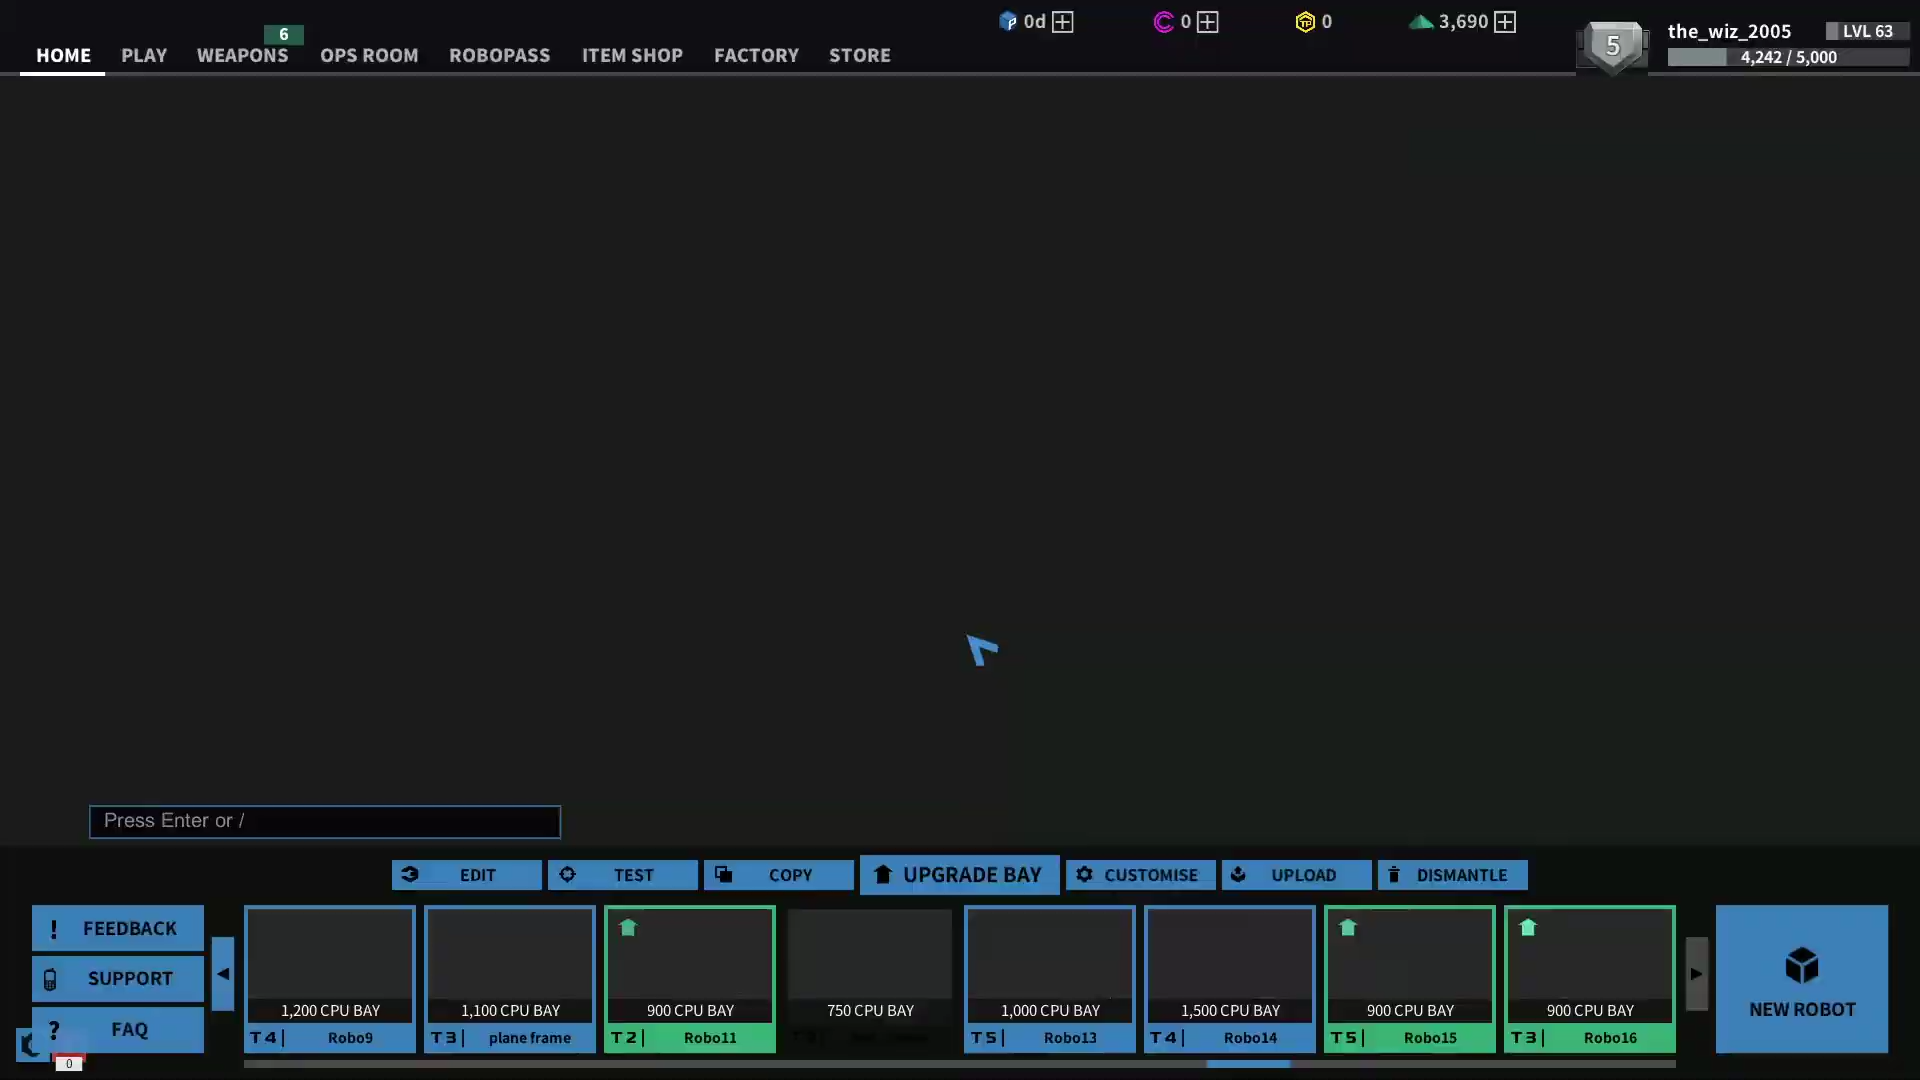 6
0d
0
0
3,690
5
the_wiz_2005
LVL 63
4,242 / 5,000
HOME
PLAY
WEAPONS
OPS ROOM
ROBOPASS
ITEM SHOP
FACTORY
STORE
Press Enter or /
EDIT
TEST
COPY
UPGRADE BAY
CUSTOMISE
UPLOAD
DISMANTLE
! FEEDBACK
SUPPORT
? FAQ
0
1,200 CPU BAY
T4 | Robo9
1,100 CPU BAY
T3 | plane frame
900 CPU BAY
T2 | Robo11
750 CPU BAY
1,000 CPU BAY
T5 | Robo13
1,500 CPU BAY
T4 | Robo14
900 CPU BAY
T5 | Robo15
900 CPU BAY
T3 | Robo16
NEW ROBOT